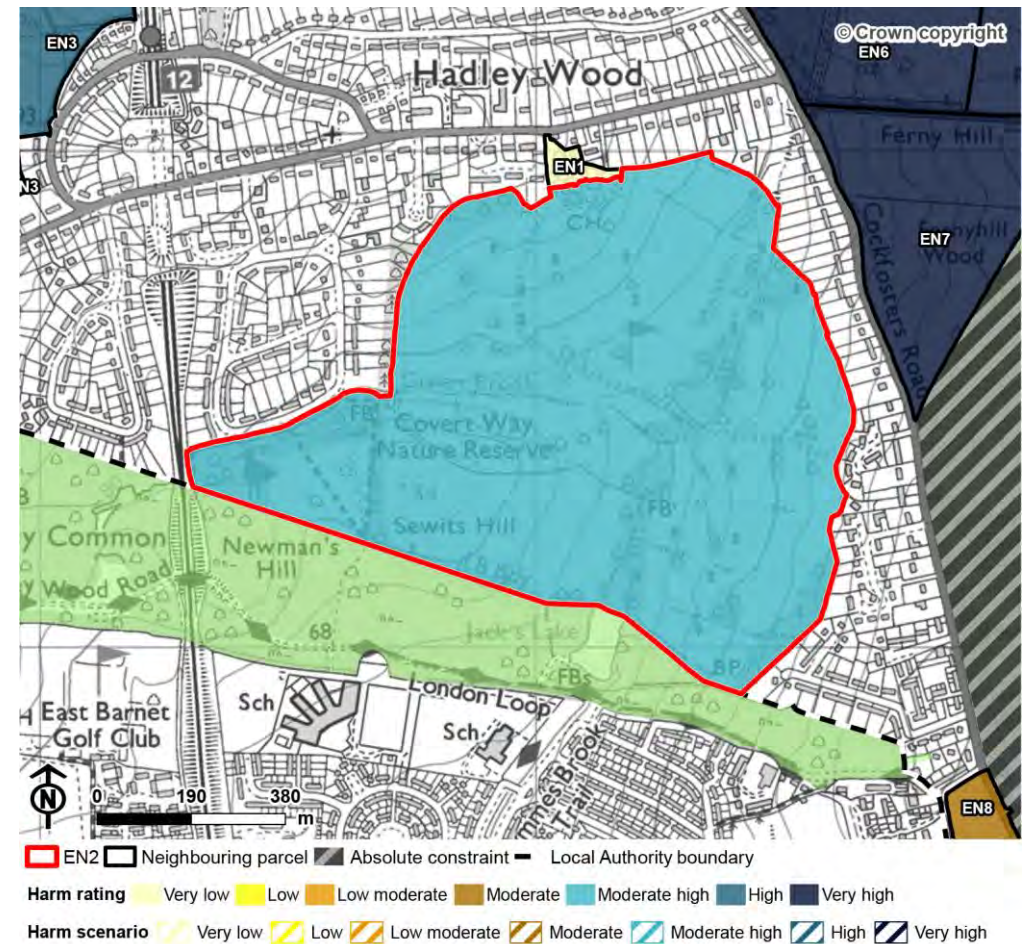 © Crown copyright
EN3
EN6
12
Hadley Wood
Ferny Hill
EN1
N3
CH
EN7
Wood
Cockfosters Road
FB
Covert Way
Nature Reserve
FB
Sewits Hill
y Common
Newman's
Hill
Wood Road
68
Jack's Lake
BP
FBs
Sch
London Loop
East Barnet
Golf Club
Sch
Brook
Trail
EN8
N
0 190 380
m
EN2 Neighbouring parcel Absolute constraint Local Authority boundary
Harm rating Very low Low Low moderate Moderate Moderate high High Very high
Harm scenario Very low Low Low moderate Moderate Moderate high High Very high